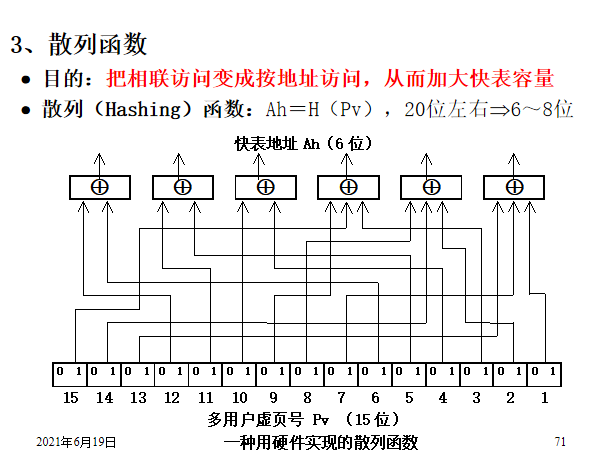 3、散列函数
● 目的：把相联访问变成按地址访问，从而加大快表容量
● 散列（Hashing）函数：Ah＝H（Pv），20位左右⇒6～8位
快表地址 Ah（6 位）
⊕ ⊕ ⊕ ⊕ ⊕ ⊕
0 1 0 1 0 1 0 1 0 1 0 1 0 1 0 1 0 1 0 1 0 1 0 1 0 1 0 1 0 1
15 14 13 12 11 10 9 8 7 6 5 4 3 2 1
多用户虚页号 Pv （15 位）
2021年6月19日 一种用硬件实现的散列函数 71